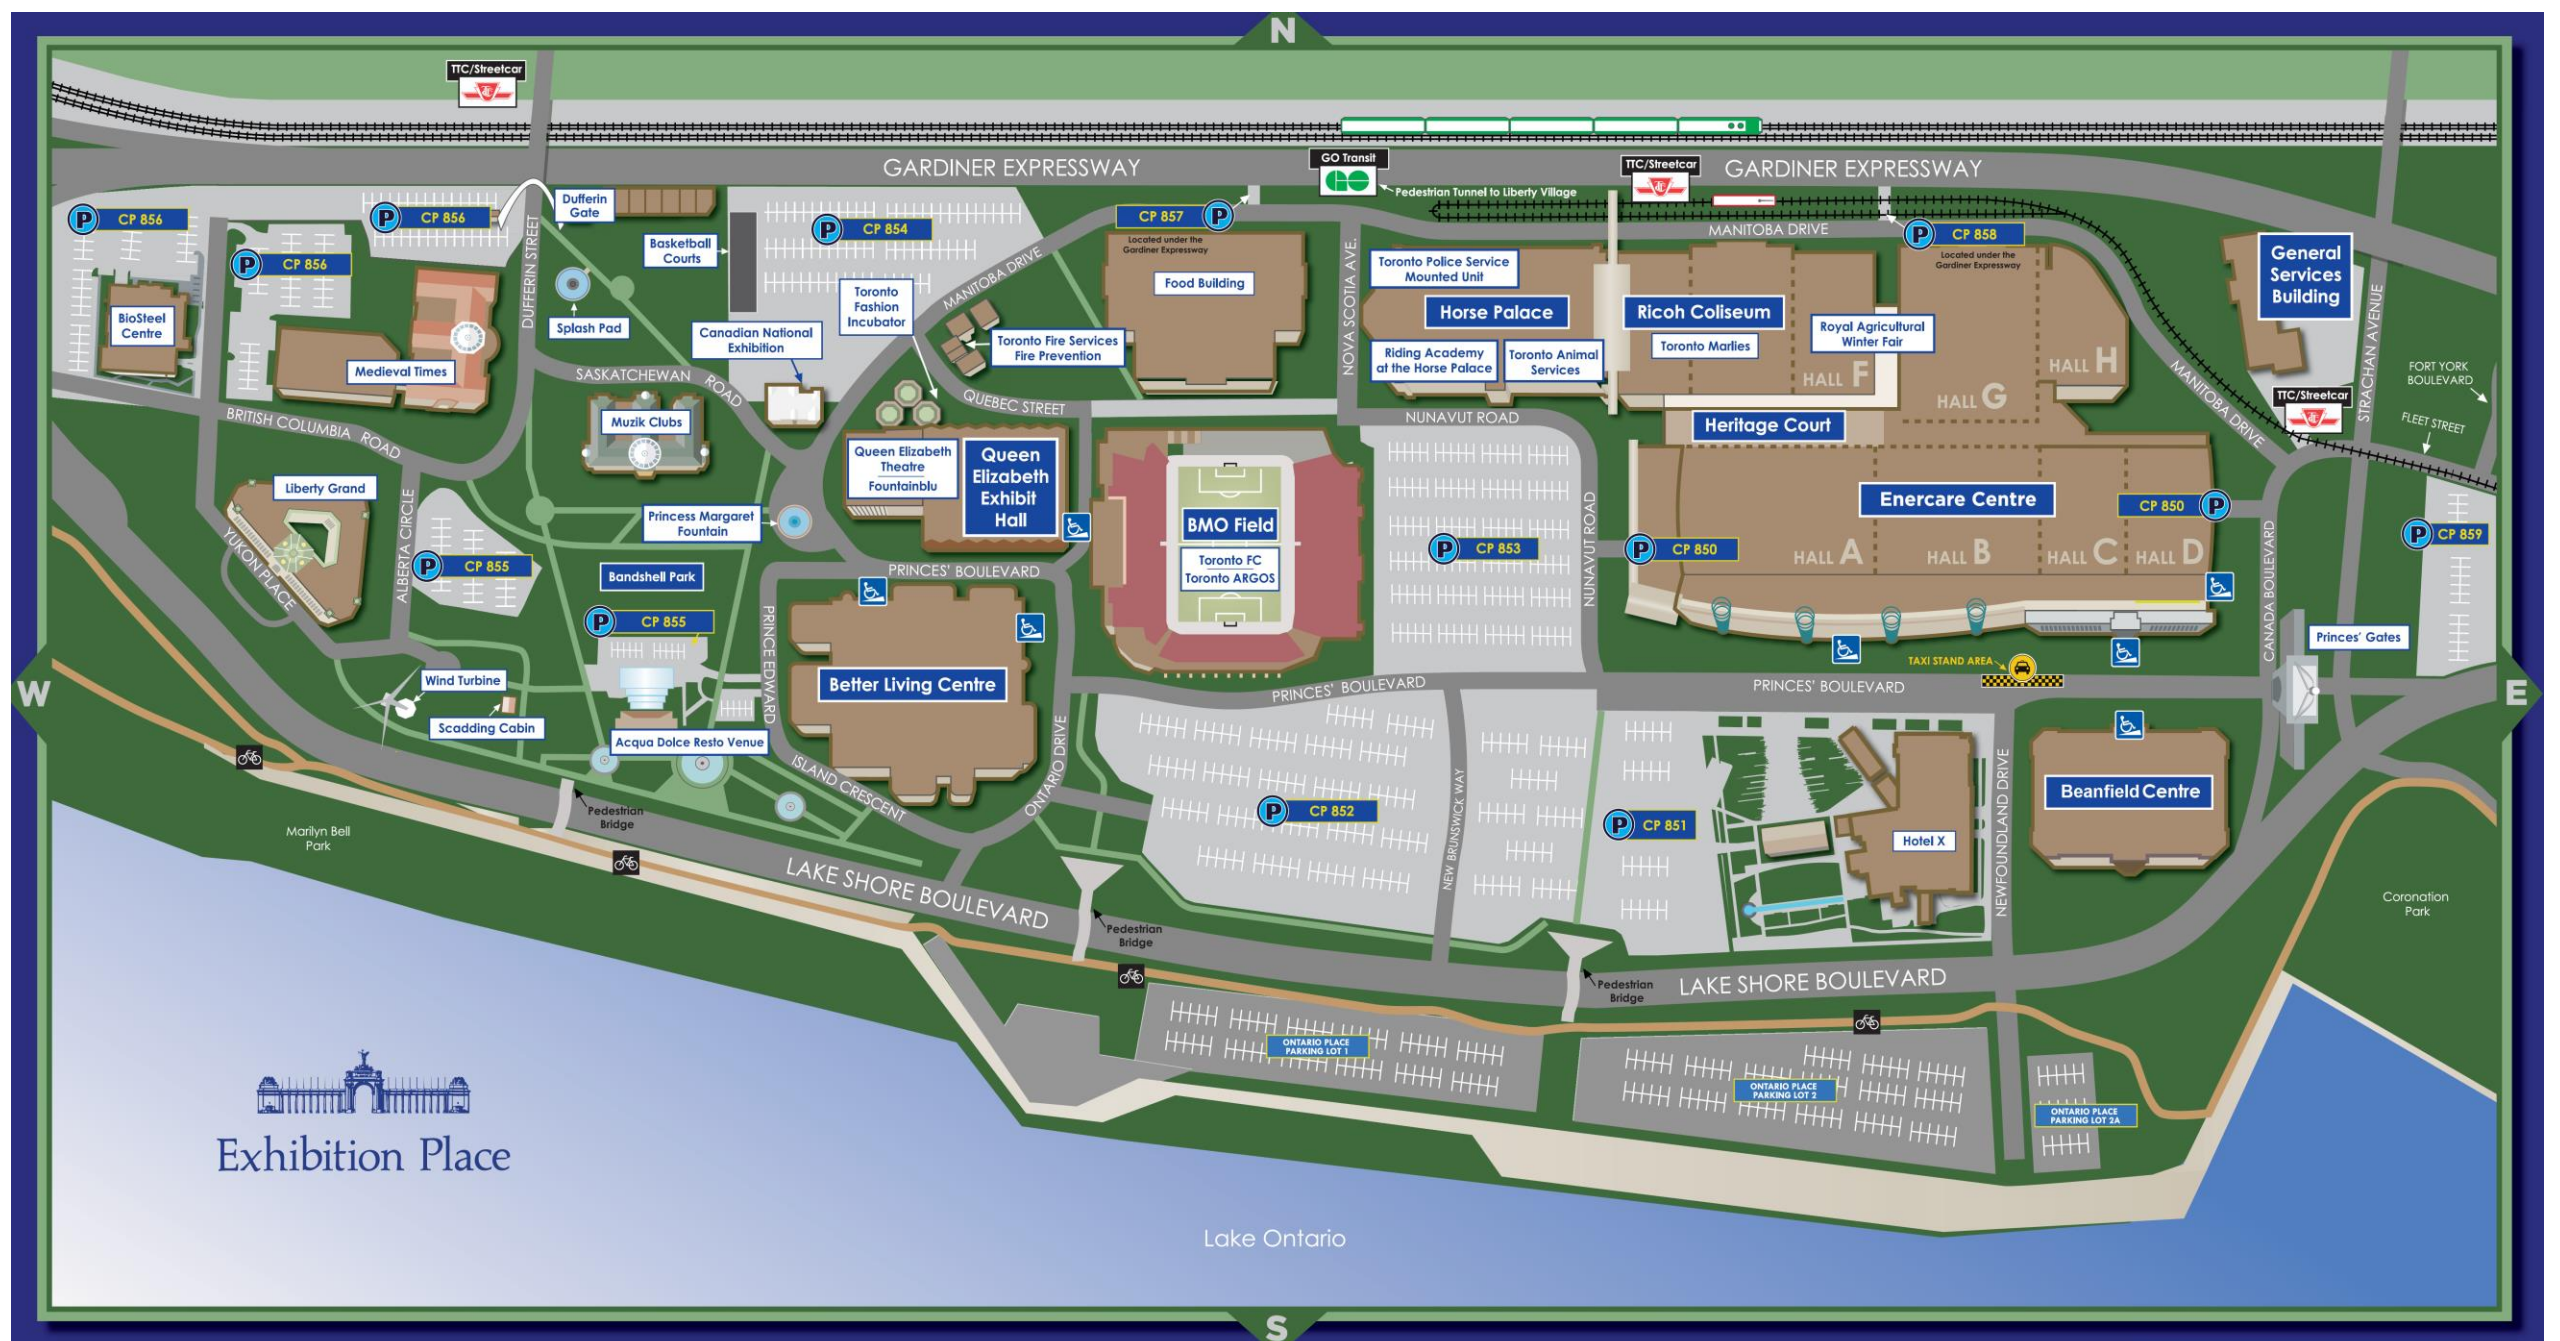 N
TTC/Streetcar
GARDINER EXPRESSWAY
GO Transit
GO
Pedestrian Tunnel to Liberty Village
TTC/Streetcar
GARDINER EXPRESSWAY
P CP 856
P CP 856
P CP 856
DUFFERIN STREET
Dufferin
Gate
Basketball
Courts
P CP 854
CP 857 P
Located under the
Gardiner Expressway
Food Building
MANITOBA DRIVE
NOVA SCOTIA AVE.
Toronto Police Service
Mounted Unit
Horse Palace
Riding Academy
at the Horse Palace
Toronto Animal
Services
MANITOBA DRIVE
P CP 858
Located under the
Gardiner Expressway
Ricoh Coliseum
Toronto Marlies
Royal Agricultural
Winter Fair
HALL F
HALL G
HALL H
General
Services
Building
STRACHAN AVENUE
FORT YORK
BOULEVARD
FLEET STREET
TTC/Streetcar
MANITOBA DRIVE
MANITOBA DRIVE
BioSteel
Centre
Medieval Times
Splash Pad
Canadian National
Exhibition
Toronto
Fashion
Incubator
Toronto Fire Services
Fire Prevention
SASKATCHEWAN ROAD
QUEBEC STREET
BRITISH COLUMBIA ROAD
Muzik Clubs
Queen Elizabeth
Theatre
Fountainblu
Queen
Elizabeth
Exhibit
Hall
NUNAVUT ROAD
Heritage Court
Liberty Grand
YUKON PLACE
ALBERTA CIRCLE
P CP 855
Princess Margaret
Fountain
Bandshell Park
PRINCES' BOULEVARD
BMO Field
Toronto FC
Toronto ARGOS
P CP 853
NUNAVUT ROAD
P CP 850
Enercare Centre
CP 850 P
HALL A
HALL B
HALL C
HALL D
CANADA BOULEVARD
P CP 859
Princes' Gates
P CP 855
PRINCE EDWARD
Better Living Centre
TAXI STAND AREA
PRINCES' BOULEVARD
PRINCES' BOULEVARD
W
E
Wind Turbine
Scadding Cabin
Acqua Dolce Resto Venue
ISLAND CRESCENT
ONTARIO DRIVE
NEW BRUNSWICK WAY
P CP 852
P CP 851
Hotel X
NEWFOUNDLAND DRIVE
Beanfield Centre
Marilyn Bell
Park
Pedestrian
Bridge
LAKE SHORE BOULEVARD
Pedestrian
Bridge
Pedestrian
Bridge
LAKE SHORE BOULEVARD
Coronation
Park
ONTARIO PLACE
PARKING LOT 1
ONTARIO PLACE
PARKING LOT 2
ONTARIO PLACE
PARKING LOT 2A
Exhibition Place
Lake Ontario
S